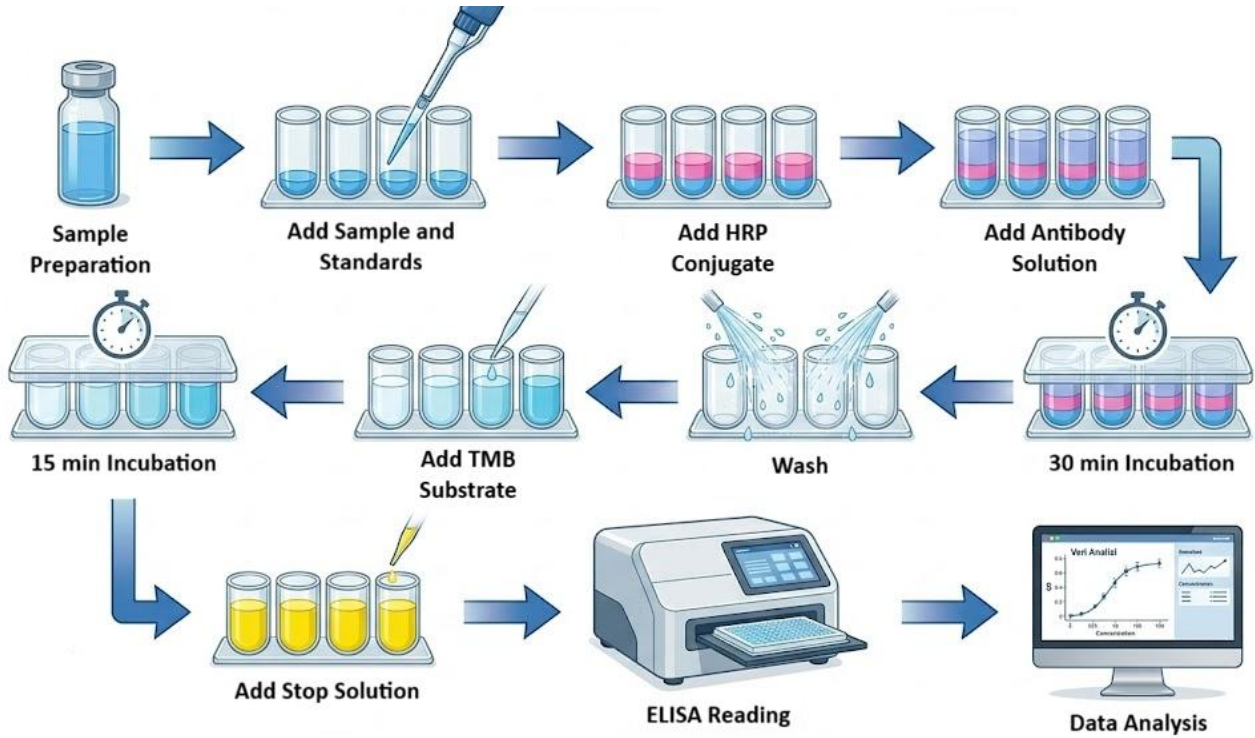 Sample
Preparation
Add Sample and
Standards
Add HRP
Conjugate
Add Antibody
Solution
30 min Incubation
Wash
Add TMB
Substrate
15 min Incubation
Add Stop Solution
ELISA Reading
Veri Analizi
S
Data Analysis